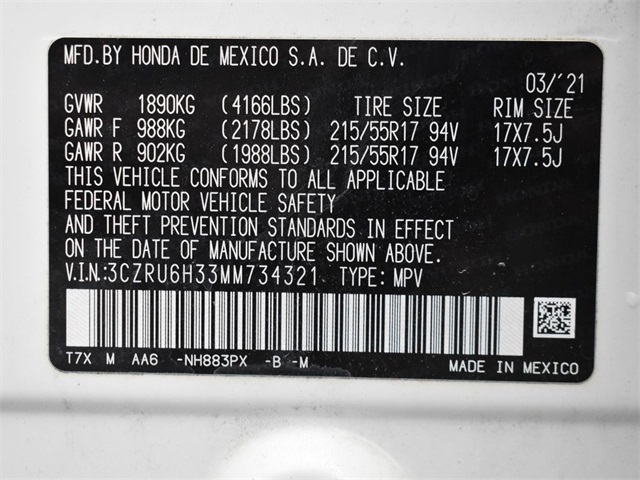 MFD.BY HONDA DE MEXICO S.A. DE C.V.
03/'21
GVWR 1890KG (4166LBS) TIRE SIZE RIM SIZE
GAWR F 988KG (2178LBS) 215/55R17 94V 17X7.5J
GAWR R 902KG (1988LBS) 215/55R17 94V 17X7.5J
THIS VEHICLE CONFORMS TO ALL APPLICABLE
FEDERAL MOTOR VEHICLE SAFETY
AND THEFT PREVENTION STANDARDS IN EFFECT
ON THE DATE OF MANUFACTURE SHOWN ABOVE.
V.I.N.:3CZRU6H33MM734321 TYPE: MPV
T7X M AA6 -NH883PX -B -M MADE IN MEXICO